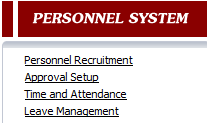 PERSONNEL SYSTEM
Personnel Recruitment
Approval Setup
Time and Attendance
Leave Management